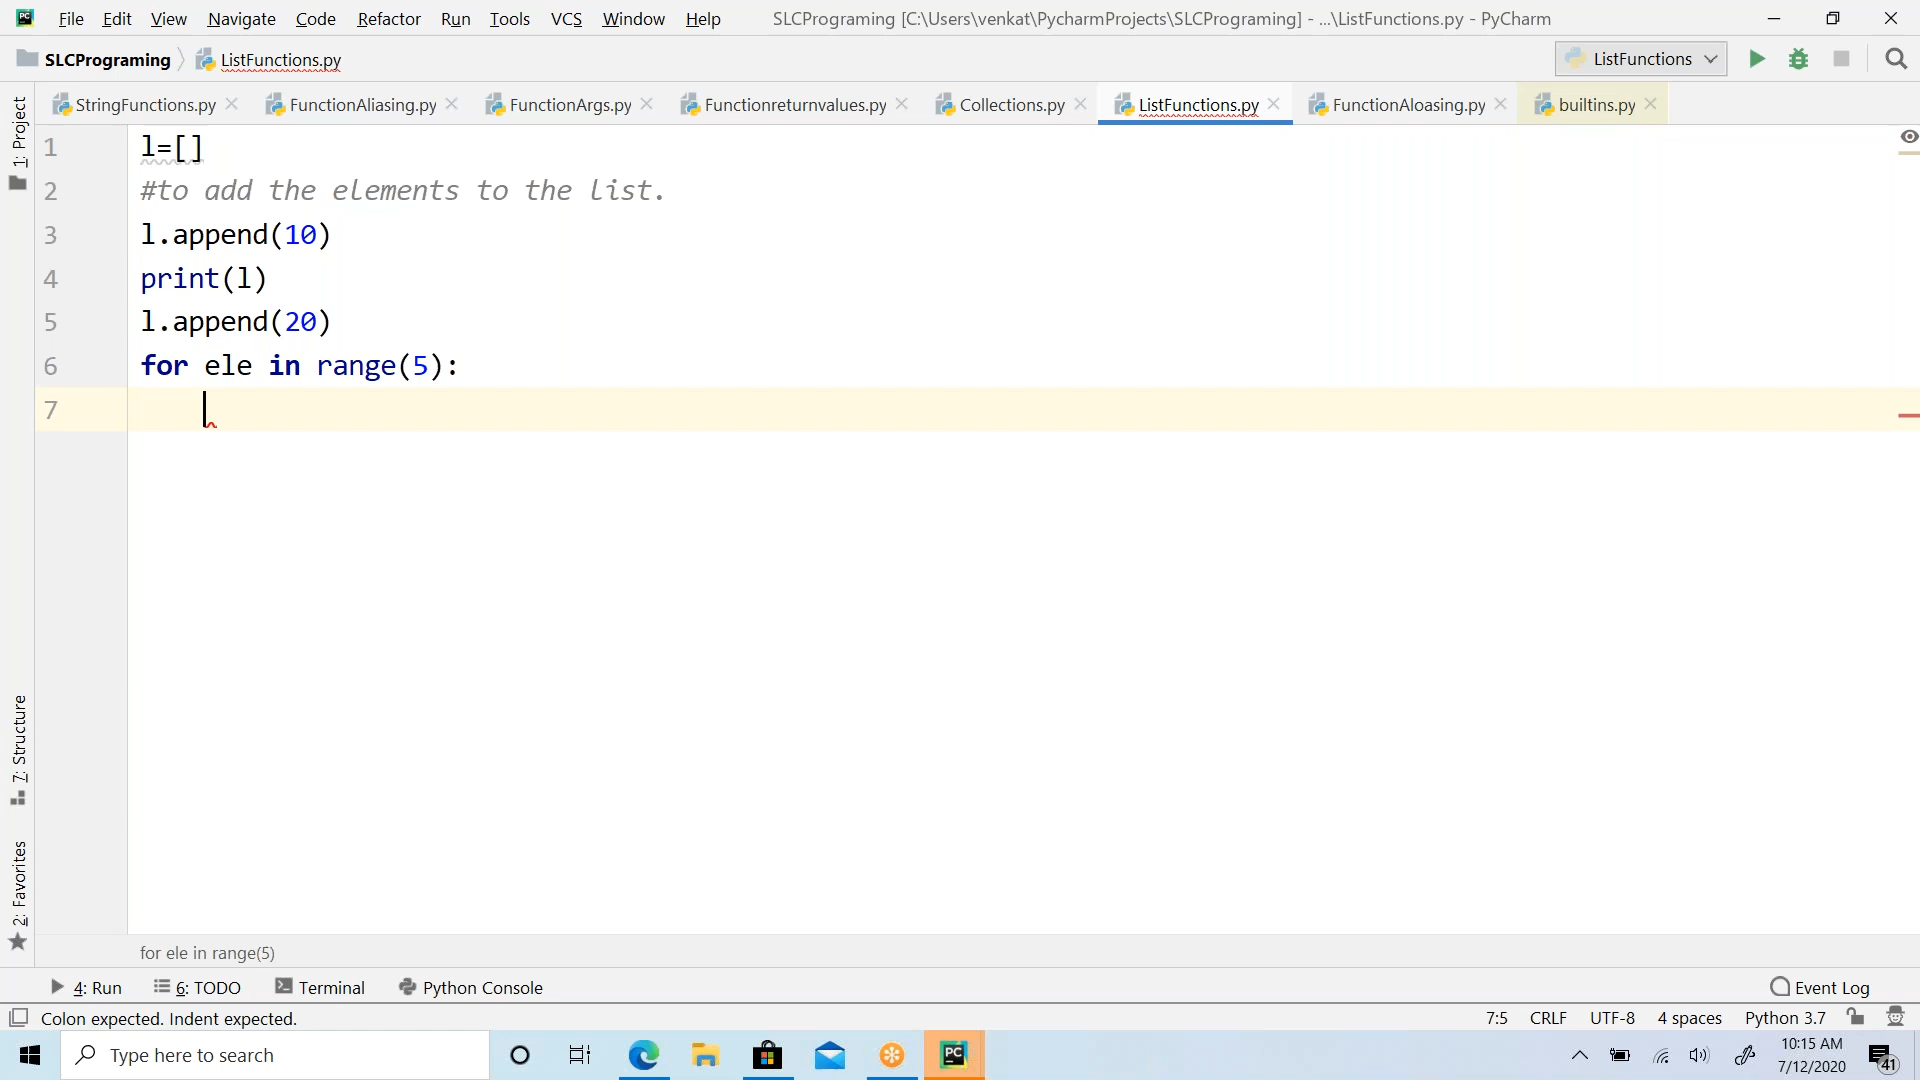 File Edit View Navigate Code Refactor Run Tools VCS Window Help SLCPrograming [C:\Users\venkat\PycharmProjects\SLCPrograming] - ...\ListFunctions.py - PyCharm
SLCPrograming ListFunctions.py ListFunctions
StringFunctions.py FunctionAliasing.py FunctionArgs.py Functionreturnvalues.py Collections.py ListFunctions.py FunctionAloasing.py builtins.py
1: Project
1 l=[]
2 #to add the elements to the list.
3 l.append(10)
4 print(l)
5 l.append(20)
6 for ele in range(5):
7
7: Structure
2: Favorites
for ele in range(5)
4: Run 6: TODO Terminal Python Console Event Log
Colon expected. Indent expected. 7:5 CRLF UTF-8 4 spaces Python 3.7
Type here to search PC 10:15 AM
7/12/2020 41